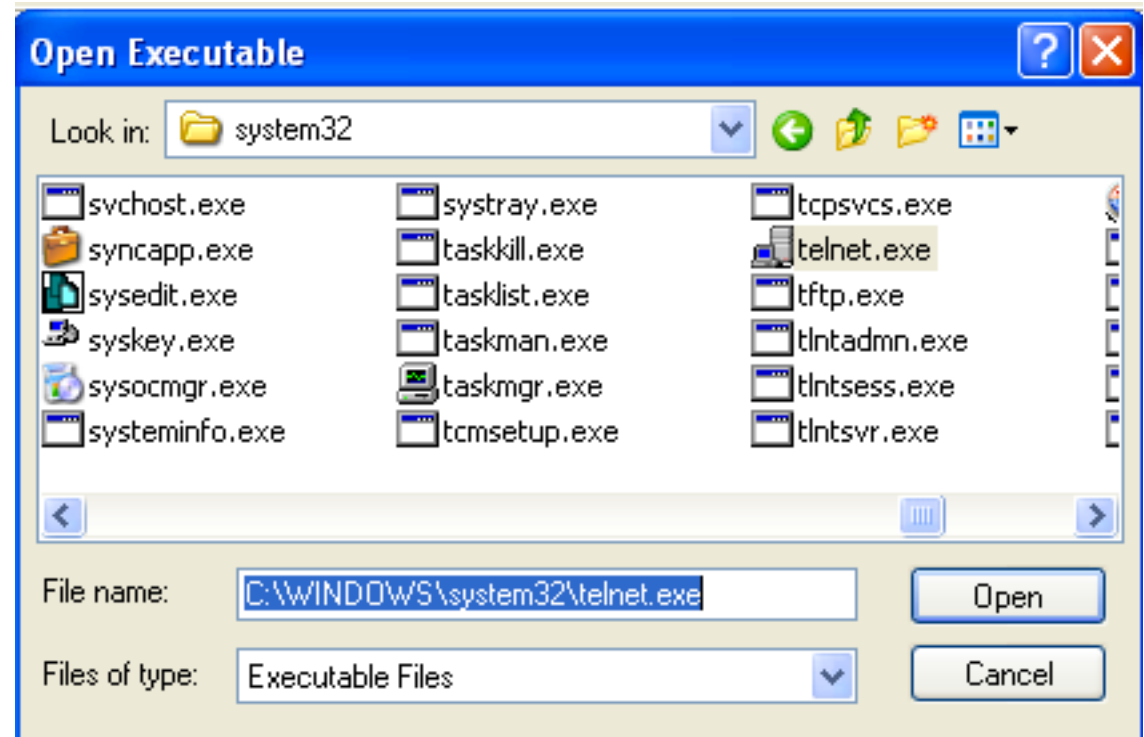 Open Executable
Look in: system32
svchost.exe systray.exe tcpsvcs.exe
syncapp.exe taskkill.exe telnet.exe
sysedit.exe tasklist.exe tftp.exe
syskey.exe taskman.exe tlntadmn.exe
sysocmgr.exe taskmgr.exe tlntsess.exe
systeminfo.exe tcmsetup.exe tlntsvr.exe
File name: C:\WINDOWS\system32\telnet.exe Open
Files of type: Executable Files Cancel